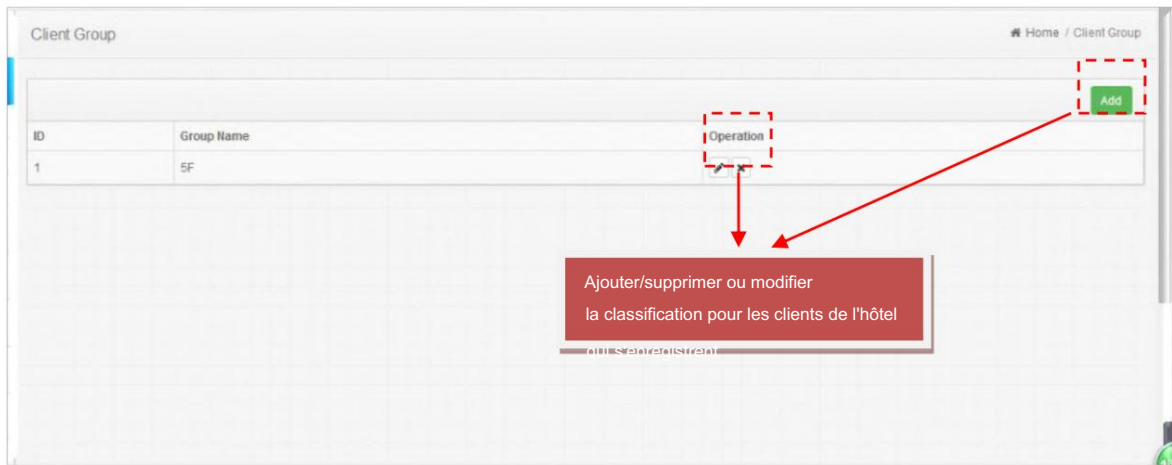 Client Group
Home / Client Group
Add
ID Group Name Operation
1 5F
Ajouter/supprimer ou modifier
la classification pour les clients de l'hôtel
qui s'enregistrent